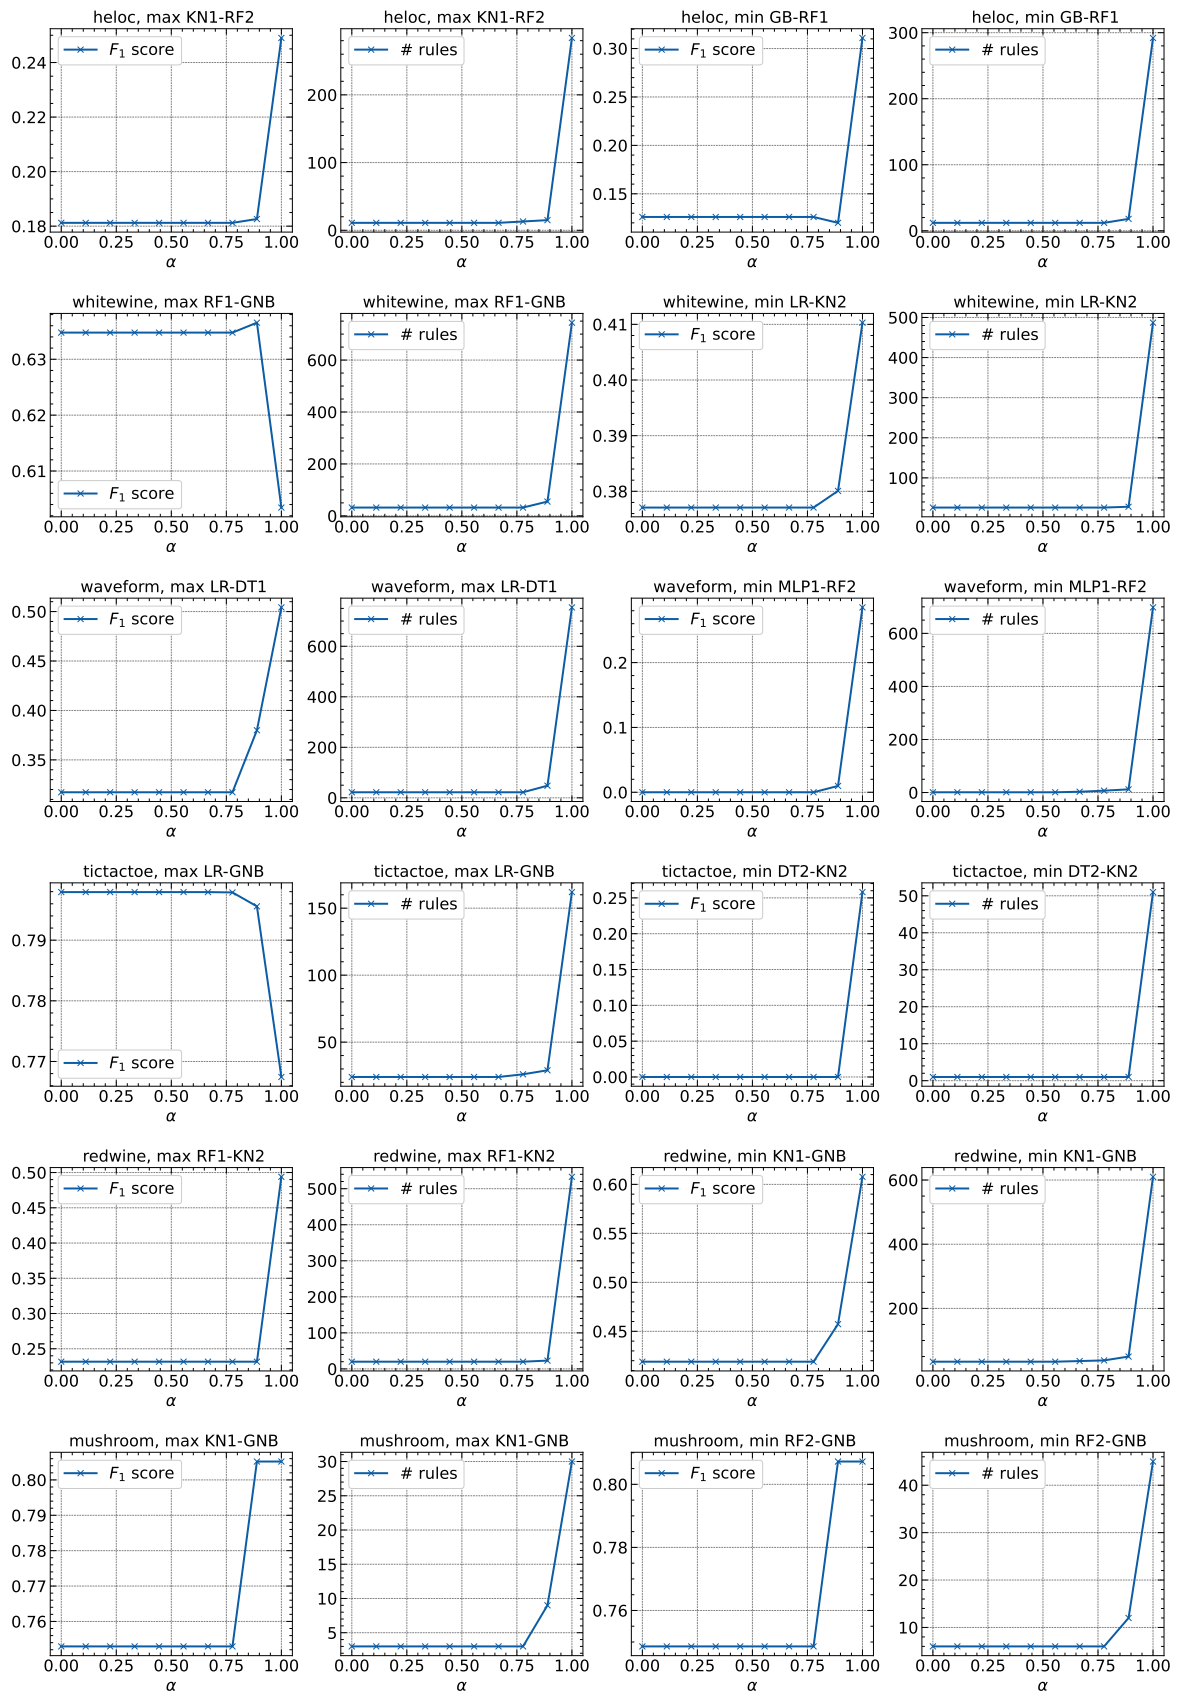 heloc, max KN1-RF2
F1 score
0.24
0.22
0.20
0.18
0.00 0.25 0.50 0.75 1.00
α
heloc, max KN1-RF2
# rules
200
100
0
0.00 0.25 0.50 0.75 1.00
α
heloc, min GB-RF1
F1 score
0.30
0.25
0.20
0.15
0.00 0.25 0.50 0.75 1.00
α
heloc, min GB-RF1
# rules
300
200
100
0
0.00 0.25 0.50 0.75 1.00
α
whitewine, max RF1-GNB
0.63
0.62
0.61
F1 score
0.00 0.25 0.50 0.75 1.00
α
whitewine, max RF1-GNB
# rules
600
400
200
0
0.00 0.25 0.50 0.75 1.00
α
whitewine, min LR-KN2
F1 score
0.41
0.40
0.39
0.38
0.00 0.25 0.50 0.75 1.00
α
whitewine, min LR-KN2
# rules
500
400
300
200
100
0.00 0.25 0.50 0.75 1.00
α
waveform, max LR-DT1
F1 score
0.50
0.45
0.40
0.35
0.00 0.25 0.50 0.75 1.00
α
waveform, max LR-DT1
# rules
600
400
200
0
0.00 0.25 0.50 0.75 1.00
α
waveform, min MLP1-RF2
F1 score
0.2
0.1
0.0
0.00 0.25 0.50 0.75 1.00
α
waveform, min MLP1-RF2
# rules
600
400
200
0
0.00 0.25 0.50 0.75 1.00
α
tictactoe, max LR-GNB
0.79
0.78
0.77
F1 score
0.00 0.25 0.50 0.75 1.00
α
tictactoe, max LR-GNB
# rules
150
100
50
0.00 0.25 0.50 0.75 1.00
α
tictactoe, min DT2-KN2
F1 score
0.25
0.20
0.15
0.10
0.05
0.00
0.00 0.25 0.50 0.75 1.00
α
tictactoe, min DT2-KN2
# rules
50
40
30
20
10
0
0.00 0.25 0.50 0.75 1.00
α
redwine, max RF1-KN2
F1 score
0.50
0.45
0.40
0.35
0.30
0.25
0.00 0.25 0.50 0.75 1.00
α
redwine, max RF1-KN2
# rules
500
400
300
200
100
0
0.00 0.25 0.50 0.75 1.00
α
redwine, min KN1-GNB
F1 score
0.60
0.55
0.50
0.45
0.00 0.25 0.50 0.75 1.00
α
redwine, min KN1-GNB
# rules
600
400
200
0.00 0.25 0.50 0.75 1.00
α
mushroom, max KN1-GNB
F1 score
0.80
0.79
0.78
0.77
0.76
0.00 0.25 0.50 0.75 1.00
α
mushroom, max KN1-GNB
# rules
30
25
20
15
10
5
0.00 0.25 0.50 0.75 1.00
α
mushroom, min RF2-GNB
F1 score
0.80
0.78
0.76
0.00 0.25 0.50 0.75 1.00
α
mushroom, min RF2-GNB
# rules
40
30
20
10
0.00 0.25 0.50 0.75 1.00
α